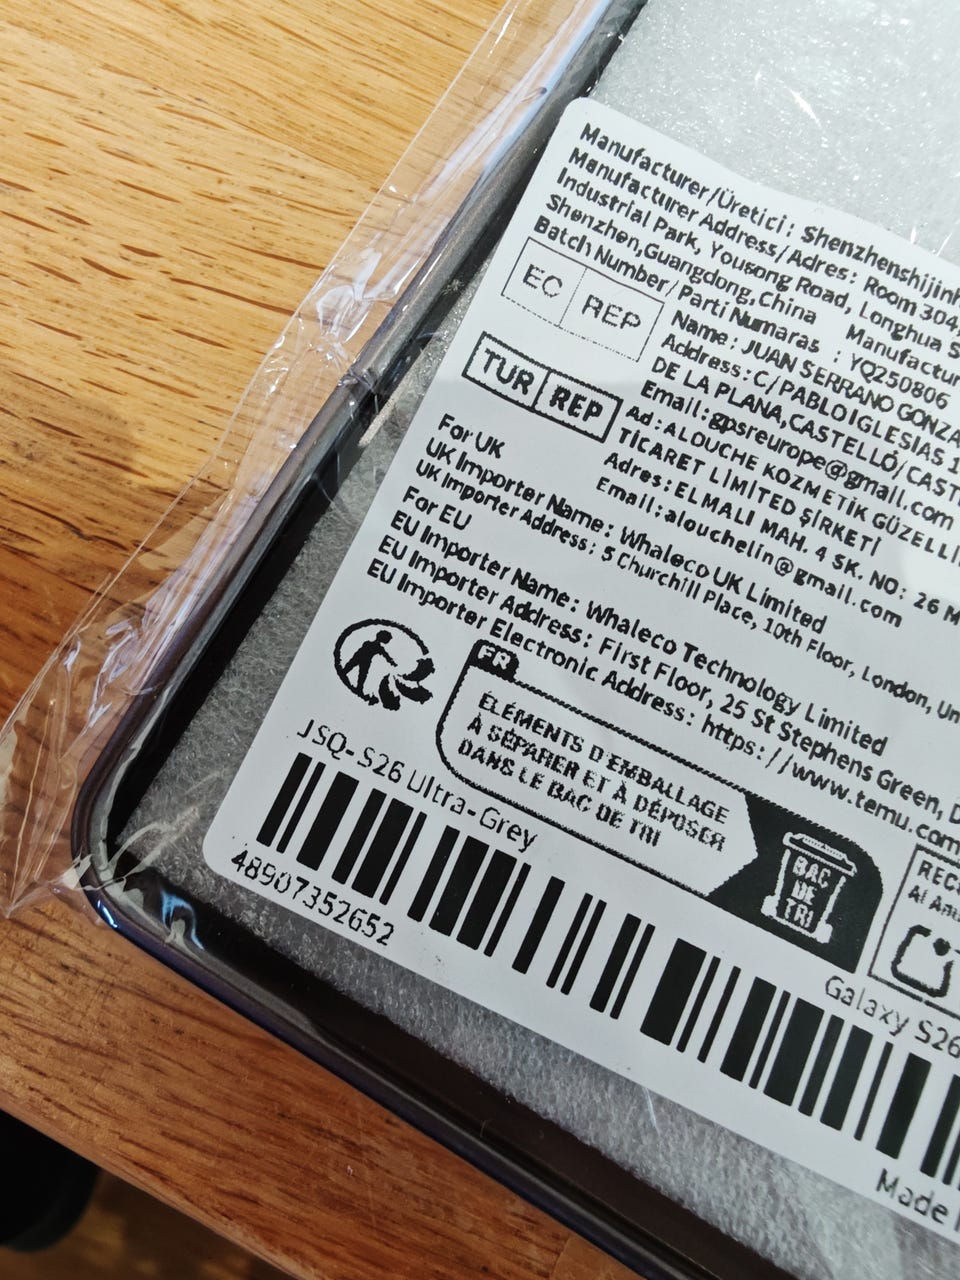 Manufacturer/Üretici: Shenzhenshijinh
Manufacturer Address/Adres: Room 304,
Industrial Park, Yousong Road, Longhua S
Shenzhen,Guangdong,China Manufactur
Batch Number/Parti Numaras : YQ250806
EC REP
Name: JUAN SERRANO GONZA
Address: C/PABLO IGLESIAS 1
DE LA PLANA,CASTELLÓ/CAST
Email: gpsreurope@gmail.com
TUR REP
Ad: ALOUCHE KOZMETİK GÜZELLİ
TİCARET LİMİTED ŞİRKETİ
Adres: ELMALI MAH. 4 SK. NO: 26 M
Email: alouchelin@gmail.com
For UK
UK Importer Name: Whaleco UK Limited
UK Importer Address: 5 Churchill Place, 10th Floor, London, Un
For EU
EU Importer Name: Whaleco Technology Limited
EU Importer Address: First Floor, 25 St Stephens Green, D
EU Importer Electronic Address: https://www.temu.com
FR
ÉLÉMENTS D'EMBALLAGE
À SÉPARER ET À DÉPOSER
DANS LE BAC DE TRI
BAC
DE
TRI
RECI
Al Amar
JSQ-S26 Ultra-Grey
Galaxy S26
48907352652
Made